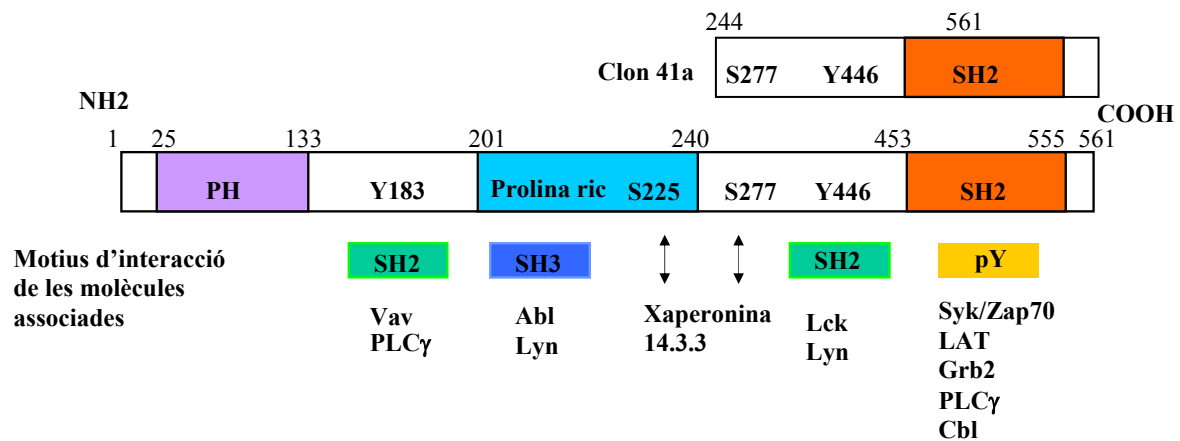 244 561
Clon 41a S277 Y446 SH2
NH2 COOH
1 25 133 201 240 453 555 561
PH Y183 Prolina ric S225 S277 Y446 SH2
Motius d’interacció
de les molècules
associades
SH2 SH3 SH2 pY
Vav
PLCγ
Abl
Lyn
Xaperonina
14.3.3
Lck
Lyn
Syk/Zap70
LAT
Grb2
PLCγ
Cbl